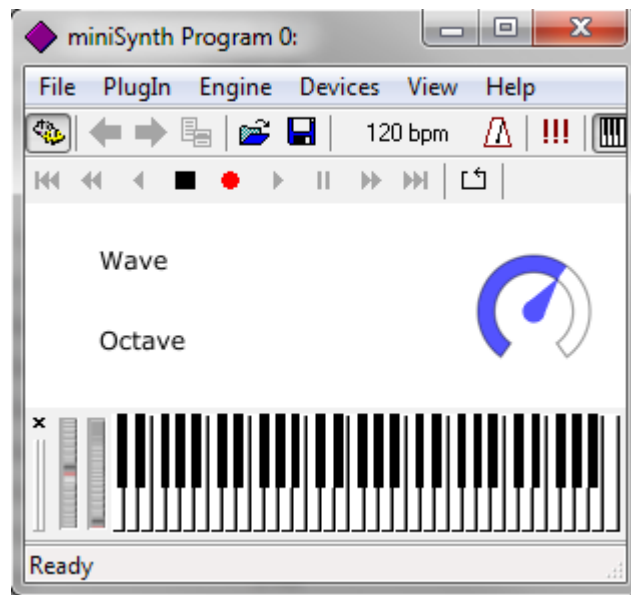 miniSynth Program 0:
File PlugIn Engine Devices View Help
120 bpm !!!
Wave
Octave
Ready